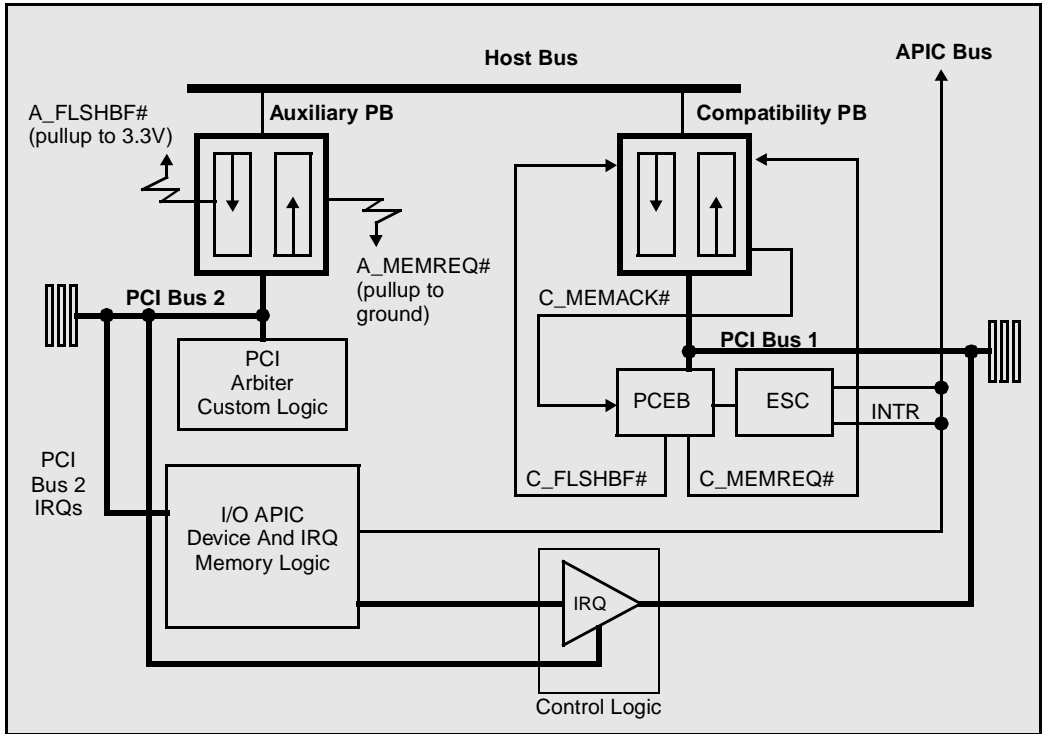 Host Bus
APIC Bus
A_FLSHBF#
(pullup to 3.3V)
Auxiliary PB
Compatibility PB
A_MEMREQ#
(pullup to
ground)
C_MEMACK#
PCI Bus 2
PCI Bus 1
PCI
Arbiter
Custom Logic
PCEB
ESC
INTR
C_FLSHBF#
C_MEMREQ#
PCI
Bus 2
IRQs
I/O APIC
Device And IRQ
Memory Logic
IRQ
Control Logic